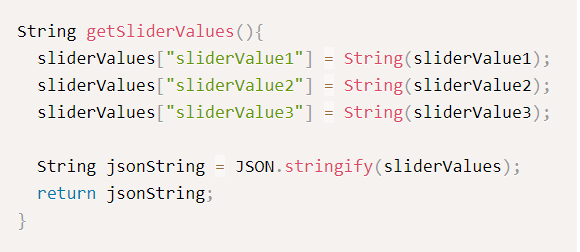 String getSliderValues(){
  sliderValues["sliderValue1"] = String(sliderValue1);
  sliderValues["sliderValue2"] = String(sliderValue2);
  sliderValues["sliderValue3"] = String(sliderValue3);
  String jsonString = JSON.stringify(sliderValues);
  return jsonString;
}